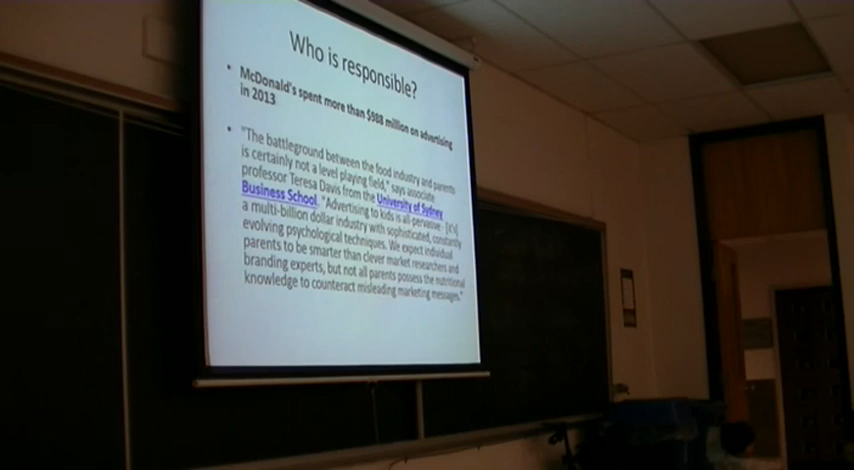 Who is responsible?
• McDonald's spent more than $988 million on advertising
in 2013
• "The battleground between the food industry and parents
is certainly not a level playing field," says associate
professor Teresa Davis from the University of Sydney
Business School. "Advertising to kids is all-pervasive - [it's]
a multi-billion dollar industry with sophisticated, constantly
evolving psychological techniques. We expect individual
parents to be smarter than clever market researchers and
branding experts, but not all parents possess the nutritional
knowledge to counteract misleading marketing messages."